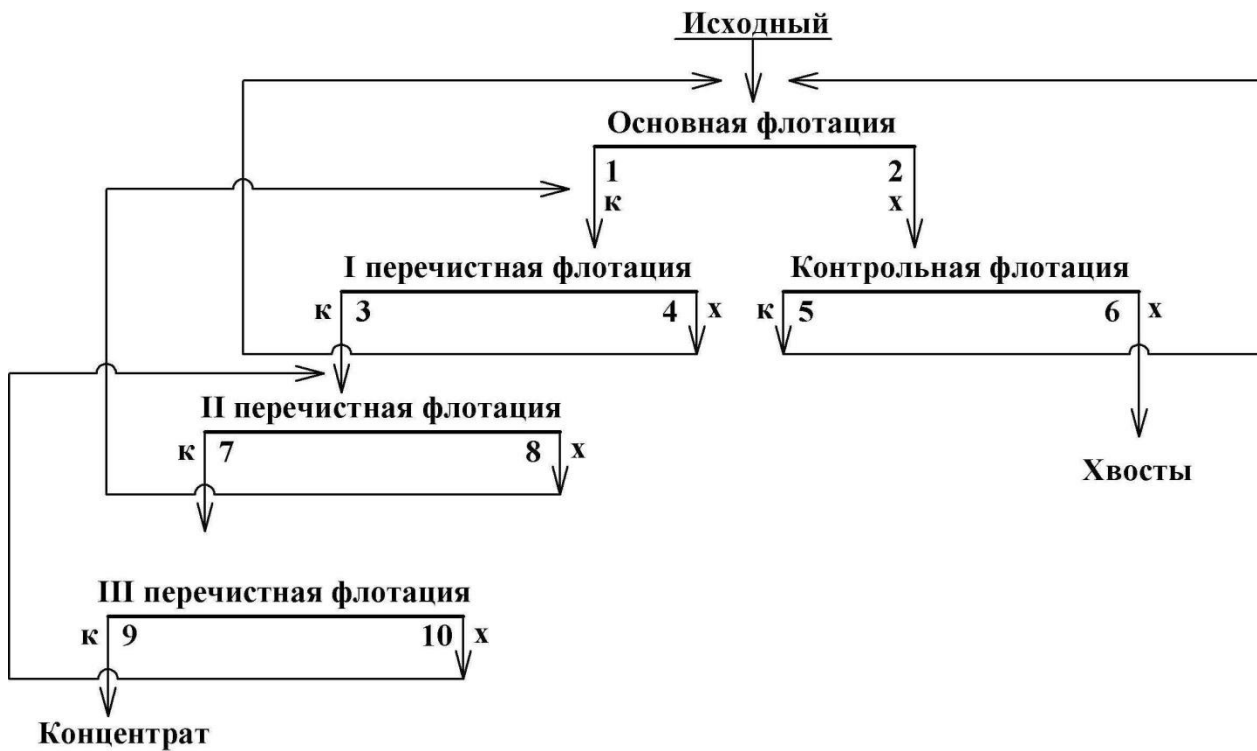 Исходный
Основная флотация
1 2
к х
I перечистная флотация Контрольная флотация
к 3 4 х к 5 6 х
II перечистная флотация
к 7 8 х
Хвосты
III перечистная флотация
к 9 10 х
Концентрат